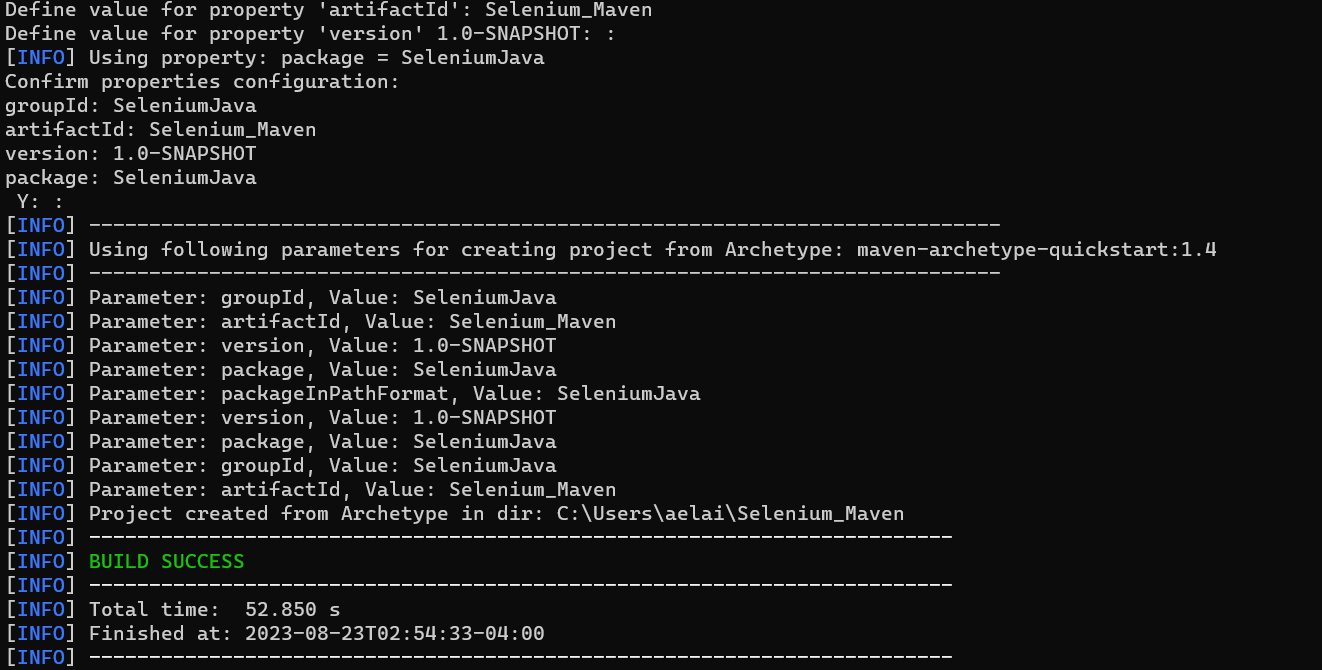 Define value for property 'artifactId': Selenium_Maven
Define value for property 'version' 1.0-SNAPSHOT: :
[INFO] Using property: package = SeleniumJava
Confirm properties configuration:
groupId: SeleniumJava
artifactId: Selenium_Maven
version: 1.0-SNAPSHOT
package: SeleniumJava
 Y: :
[INFO] ----------------------------------------------------------------------------
[INFO] Using following parameters for creating project from Archetype: maven-archetype-quickstart:1.4
[INFO] ----------------------------------------------------------------------------
[INFO] Parameter: groupId, Value: SeleniumJava
[INFO] Parameter: artifactId, Value: Selenium_Maven
[INFO] Parameter: version, Value: 1.0-SNAPSHOT
[INFO] Parameter: package, Value: SeleniumJava
[INFO] Parameter: packageInPathFormat, Value: SeleniumJava
[INFO] Parameter: version, Value: 1.0-SNAPSHOT
[INFO] Parameter: package, Value: SeleniumJava
[INFO] Parameter: groupId, Value: SeleniumJava
[INFO] Parameter: artifactId, Value: Selenium_Maven
[INFO] Project created from Archetype in dir: C:\Users\aelai\Selenium_Maven
[INFO] ------------------------------------------------------------------------
[INFO] BUILD SUCCESS
[INFO] ------------------------------------------------------------------------
[INFO] Total time:  52.850 s
[INFO] Finished at: 2023-08-23T02:54:33-04:00
[INFO] ------------------------------------------------------------------------